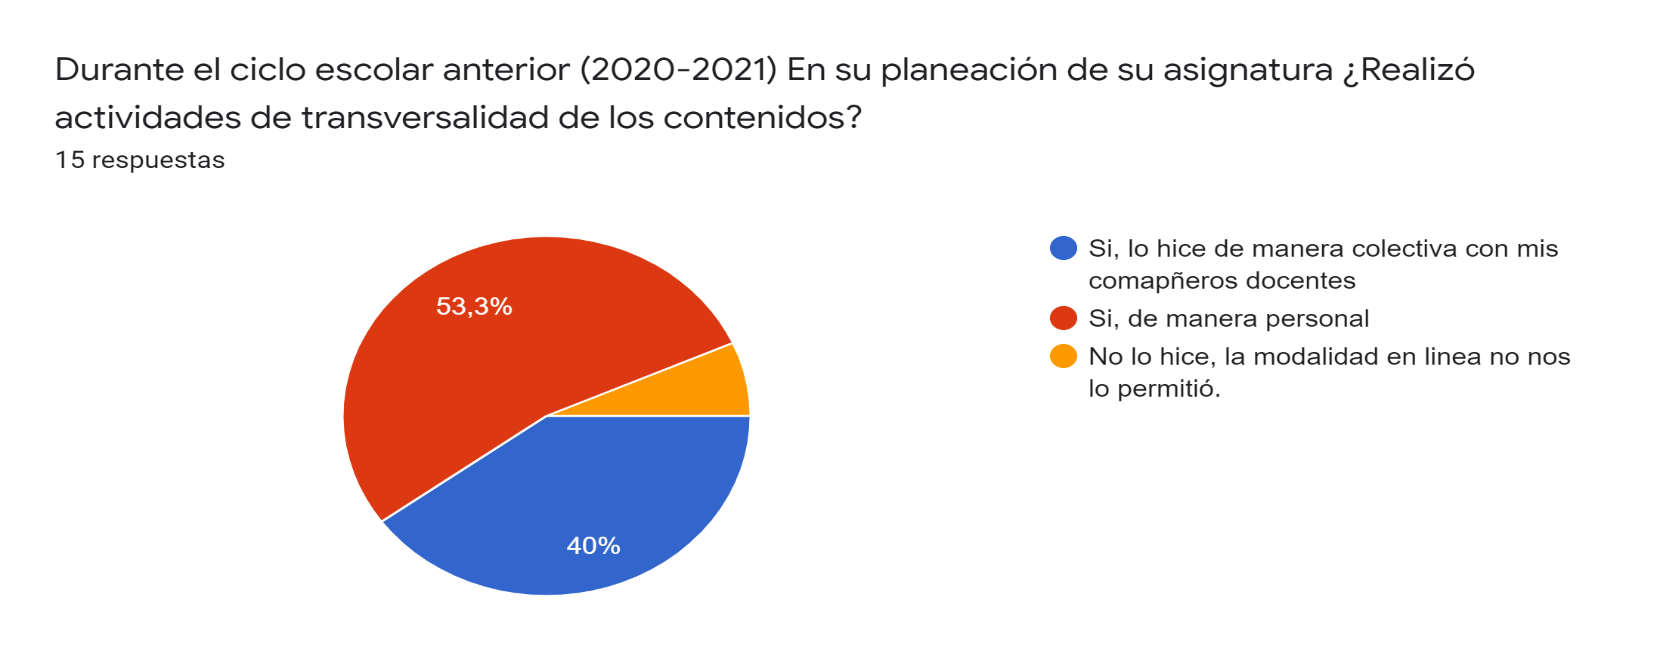 Durante el ciclo escolar anterior (2020-2021) En su planeación de su asignatura ¿Realizó
actividades de transversalidad de los contenidos?
15 respuestas
53,3%
40%
Si, lo hice de manera colectiva con mis
comapñeros docentes
Si, de manera personal
No lo hice, la modalidad en linea no nos
lo permitió.